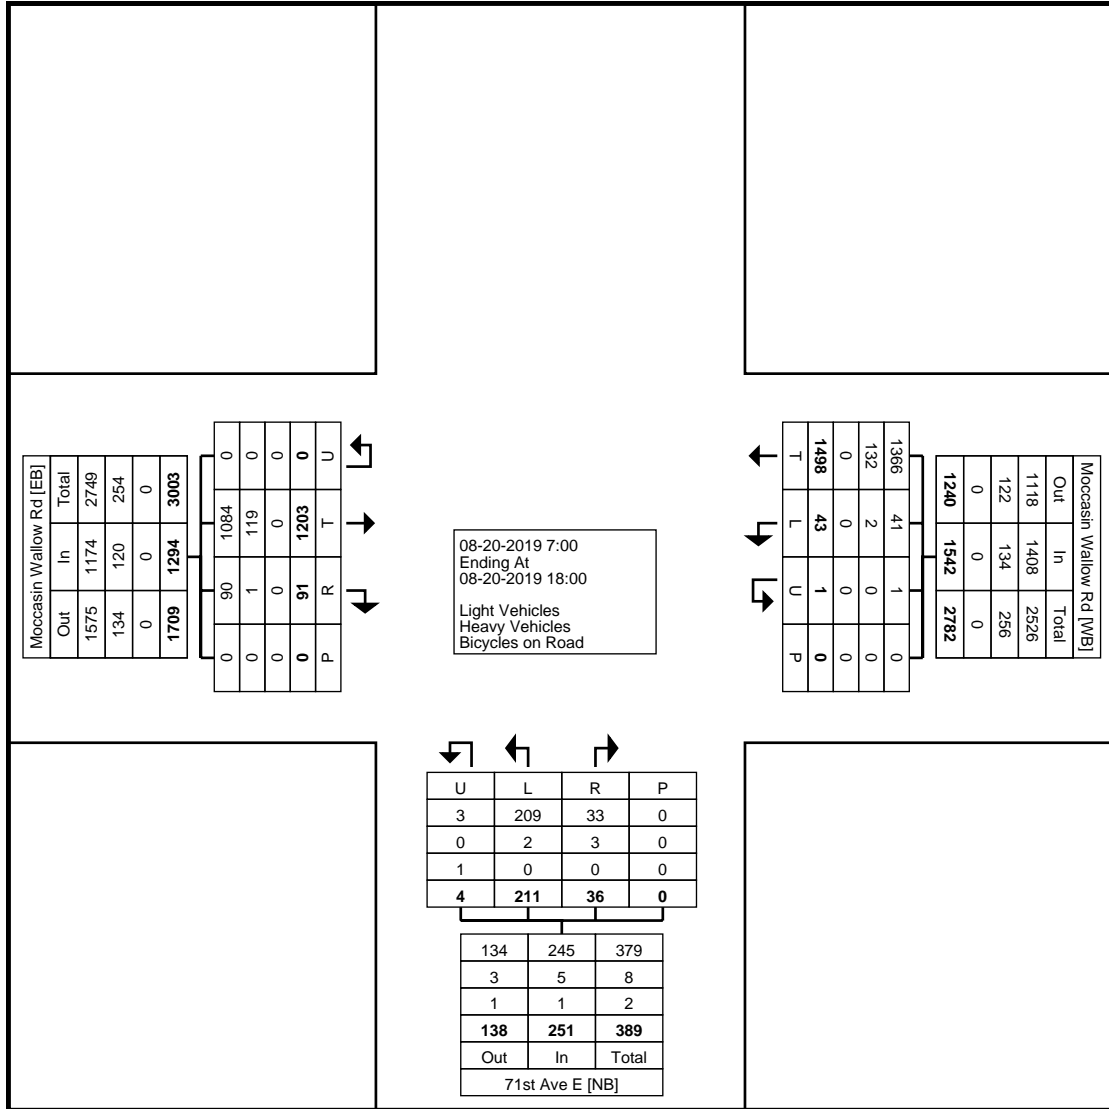 Moccasin Wallow Rd [EB]
Total In Out
2749 1174 1575
254 120 134
0 0 0
3003 1294 1709
0 1084 90 0
0 119 1 0
0 0 0 0
0 1203 91 0
U T R P
08-20-2019 7:00
Ending At
08-20-2019 18:00
Light Vehicles
Heavy Vehicles
Bicycles on Road
T L U P
1498 43 1 0
0 0 0 0
132 2 0 0
1366 41 1 0
1240 1542 2782
0 0 0
122 134 256
1118 1408 2526
Out In Total
Moccasin Wallow Rd [WB]
U L R P
3 209 33 0
0 2 3 0
1 0 0 0
4 211 36 0
134 245 379
3 5 8
1 1 2
138 251 389
Out In Total
71st Ave E [NB]